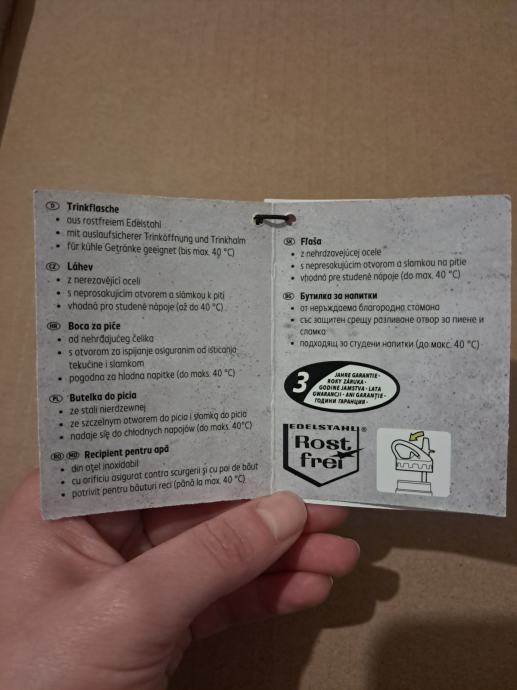 D Trinkflasche
• aus rostfreiem Edelstahl
• mit auslaufsicherer Trinköffnung und Trinkhalm
• für kühle Getränke geeignet (bis max. 40 °C)
CZ Láhev
• z nerezavějící oceli
• s neprosakujícím otvorem a slámkou k pití
• vhodná pro studené nápoje (až do 40 °C)
HR Boca za piće
• od nehrđajućeg čelika
• s otvorom za ispijanje osiguranim od isticanja
tekućine i slamkom
• pogodna za hladna napitke (do maks. 40 °C)
PL Butelka do picia
• ze stali nierdzewnej
• ze szczelnym otworem do picia i słomką do picia
• nadaje się do chłodnych napojów (do maks. 40°C)
RO MD Recipient pentru apă
• din oțel inoxidabil
• cu orificiu asigurat contra scurgerii și cu pai de băut
• potrivit pentru băuturi reci (până la max. 40 °C)
SK Fľaša
• z nehrdzavejúcej ocele
• s nepresakujúcim otvorom a slamkou na pitie
• vhodná pre studené nápoje (do max. 40 °C)
BG Бутилка за напитки
• от неръждаема благородна стомана
• със защитен срещу разливане отвор за пиене и
сламка
• подходящ за студени напитки (до макс. 40 °C)
3 JAHRE GARANTIE •
ROKY ZÁRUKA •
GODINE JAMSTVA • LATA
GWARANCJI • ANI GARANȚIE •
ГОДИНИ ГАРАНЦИЯ •
EDELSTAHL
Rost
frei